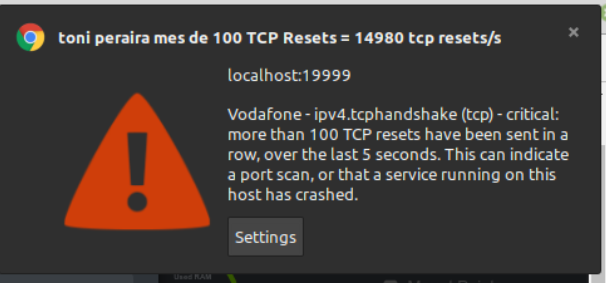 toni peraira mes de 100 TCP Resets = 14980 tcp resets/s
localhost:19999
Vodafone - ipv4.tcphandshake (tcp) - critical:
more than 100 TCP resets have been sent in a
row, over the last 5 seconds. This can indicate
a port scan, or that a service running on this
host has crashed.
Settings
Used RAM